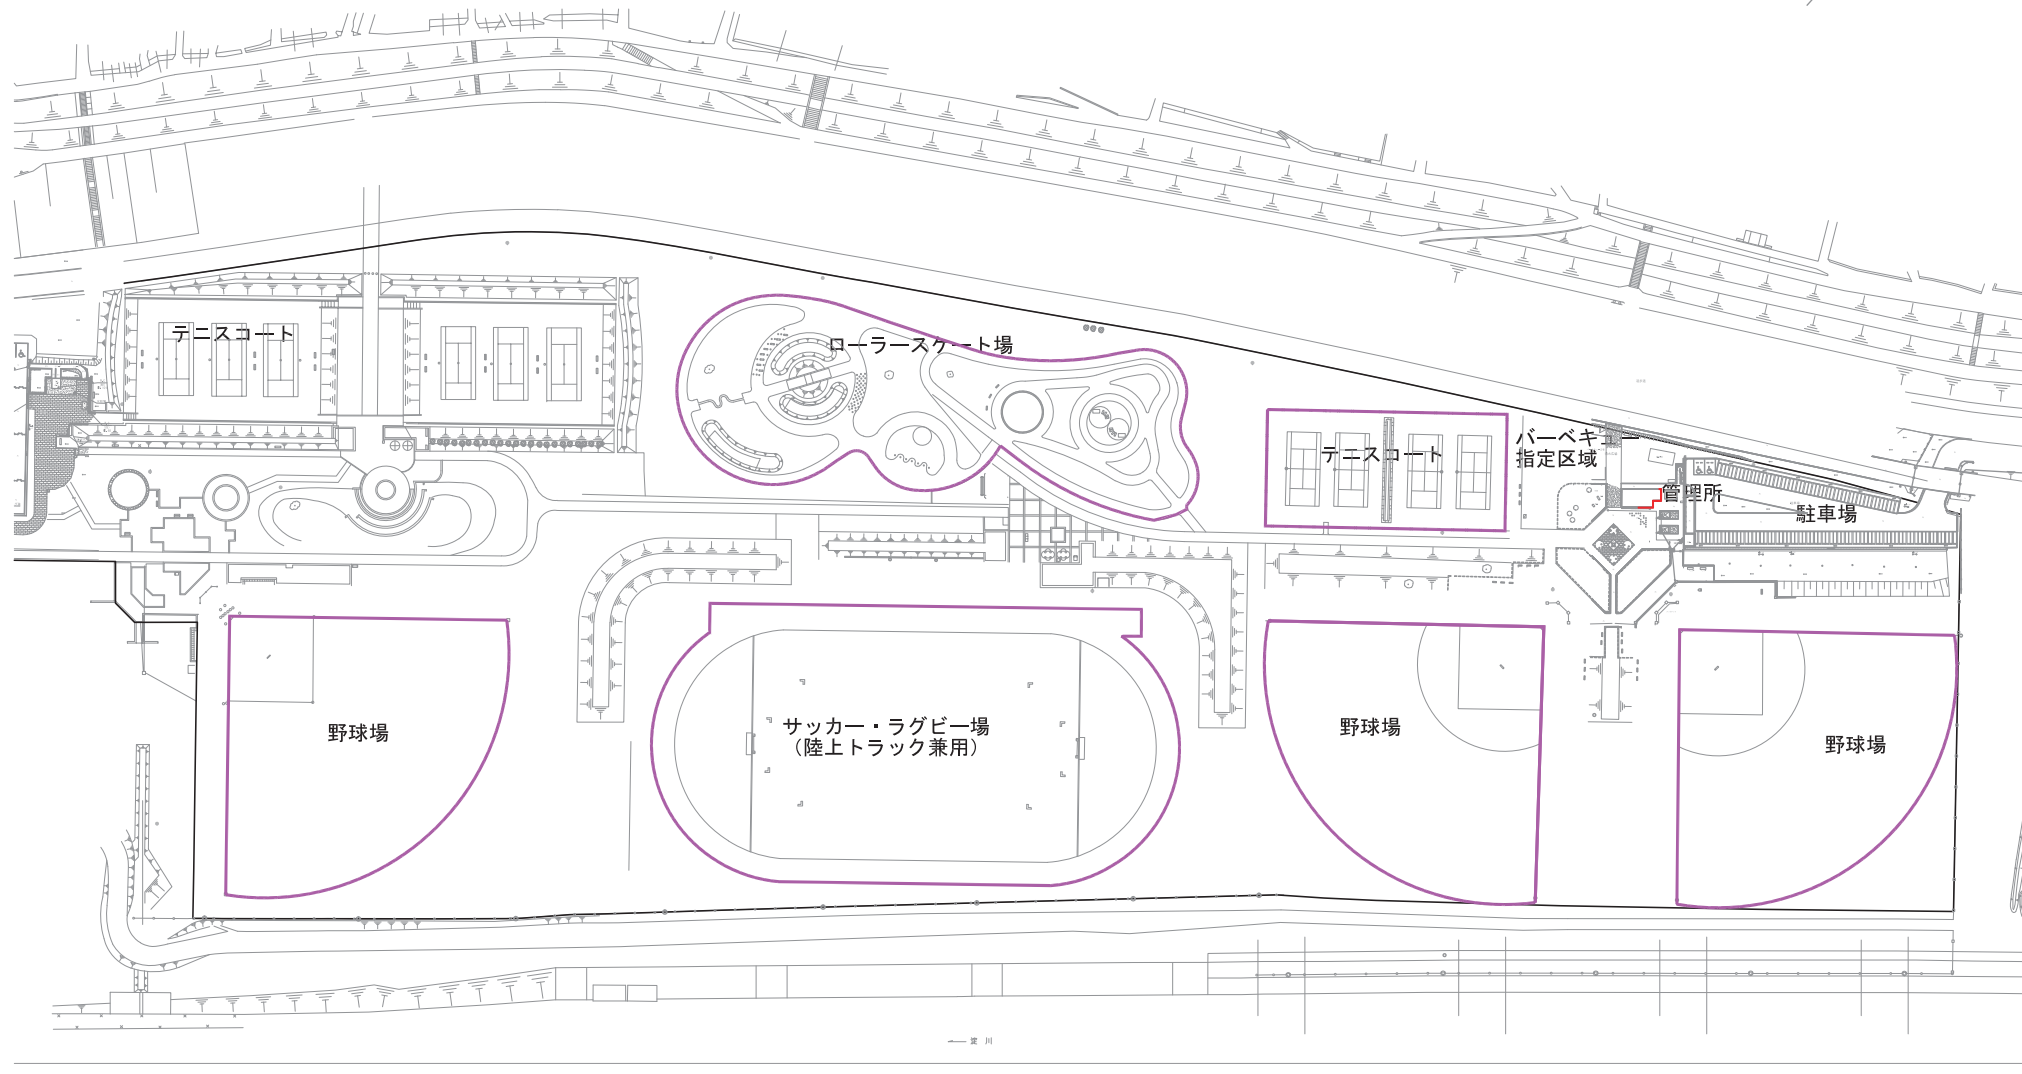 テニスコート
ローラースケート場
テニスコート
バーベキュー
指定区域
管理所
駐車場
野球場
サッカー・ラグビー場
（陸上トラック兼用）
野球場
野球場
淀 川